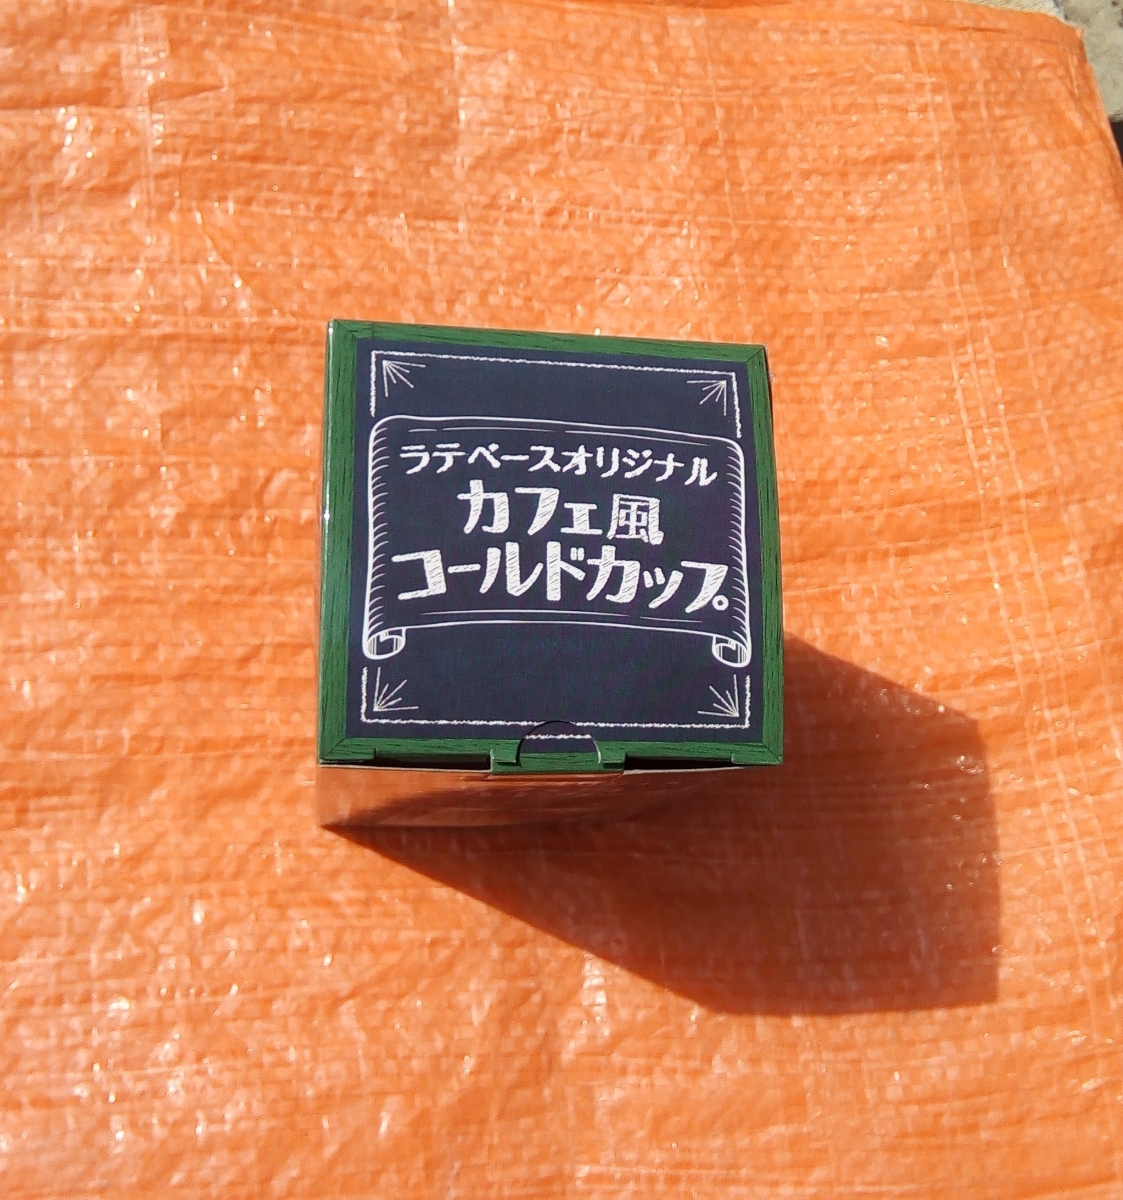 ラテベースオリジナル
カフェ風
コールドカップ。